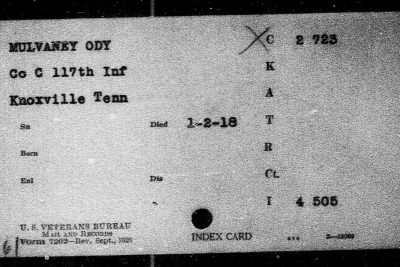 MULVANEY ODY
C 2 723
Co C 117th Inf
K
Knoxville Tenn
A
Sn Died 1-2-18 T
Born R
Enl Dis Ct.
I 4 505
U. S. VETERANS BUREAU
MAIL AND RECORDS
Form 7202—Rev. Sept., 1925
INDEX CARD